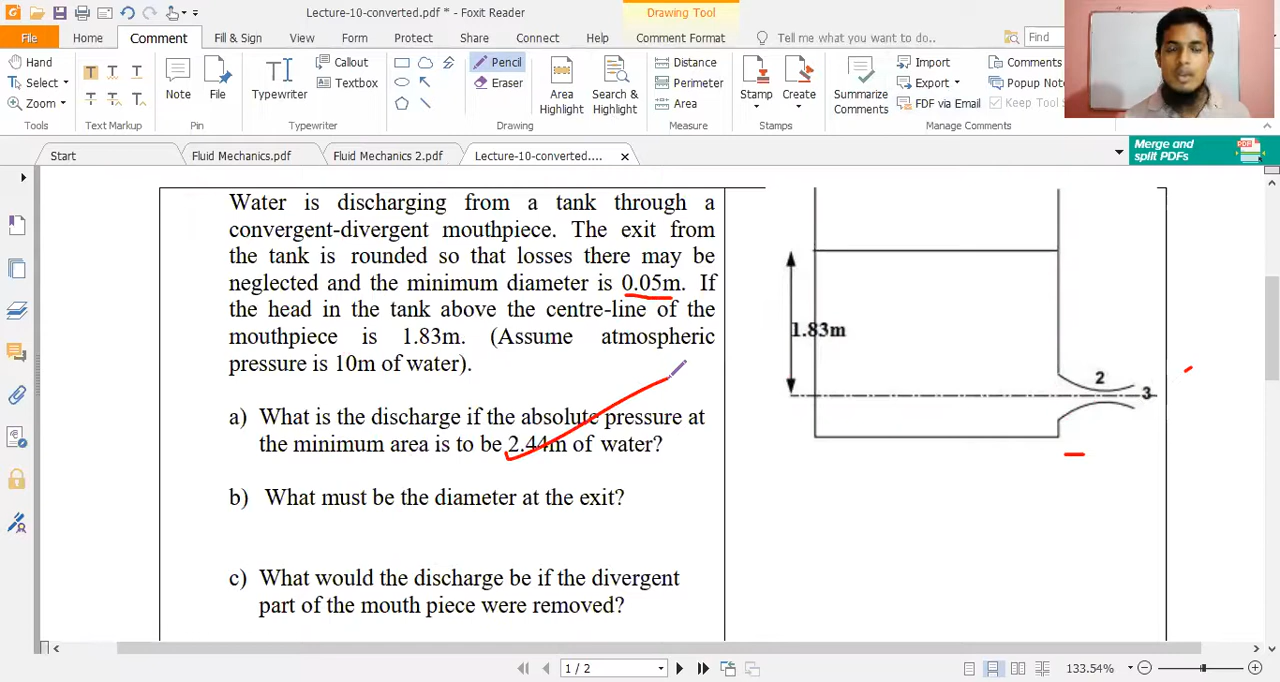 Lecture-10-converted.pdf * - Foxit Reader
Drawing Tool
File Home Comment Fill & Sign View Form Protect Share Connect Help Comment Format Tell me what you want to do.. Find
Hand
Select
Zoom
Tools
Text Markup
Note
File
Pin
Typewriter
Callout
Textbox
Typewriter
Pencil
Eraser
Drawing
Area Highlight
Search & Highlight
Distance
Perimeter
Area
Measure
Stamp
Create
Stamps
Summarize Comments
Import
Export
FDF via Email
Comments
Popup Note
Keep Tool S
Manage Comments
Start Fluid Mechanics.pdf Fluid Mechanics 2.pdf Lecture-10-converted....
Merge and split PDFs
Water is discharging from a tank through a
convergent-divergent mouthpiece. The exit from
the tank is rounded so that losses there may be
neglected and the minimum diameter is 0.05m. If
the head in the tank above the centre-line of the
mouthpiece is 1.83m. (Assume atmospheric
pressure is 10m of water).
a) What is the discharge if the absolute pressure at
the minimum area is to be 2.44m of water?
b) What must be the diameter at the exit?
c) What would the discharge be if the divergent
part of the mouth piece were removed?
1.83m
2
3
1 / 2
133.54%